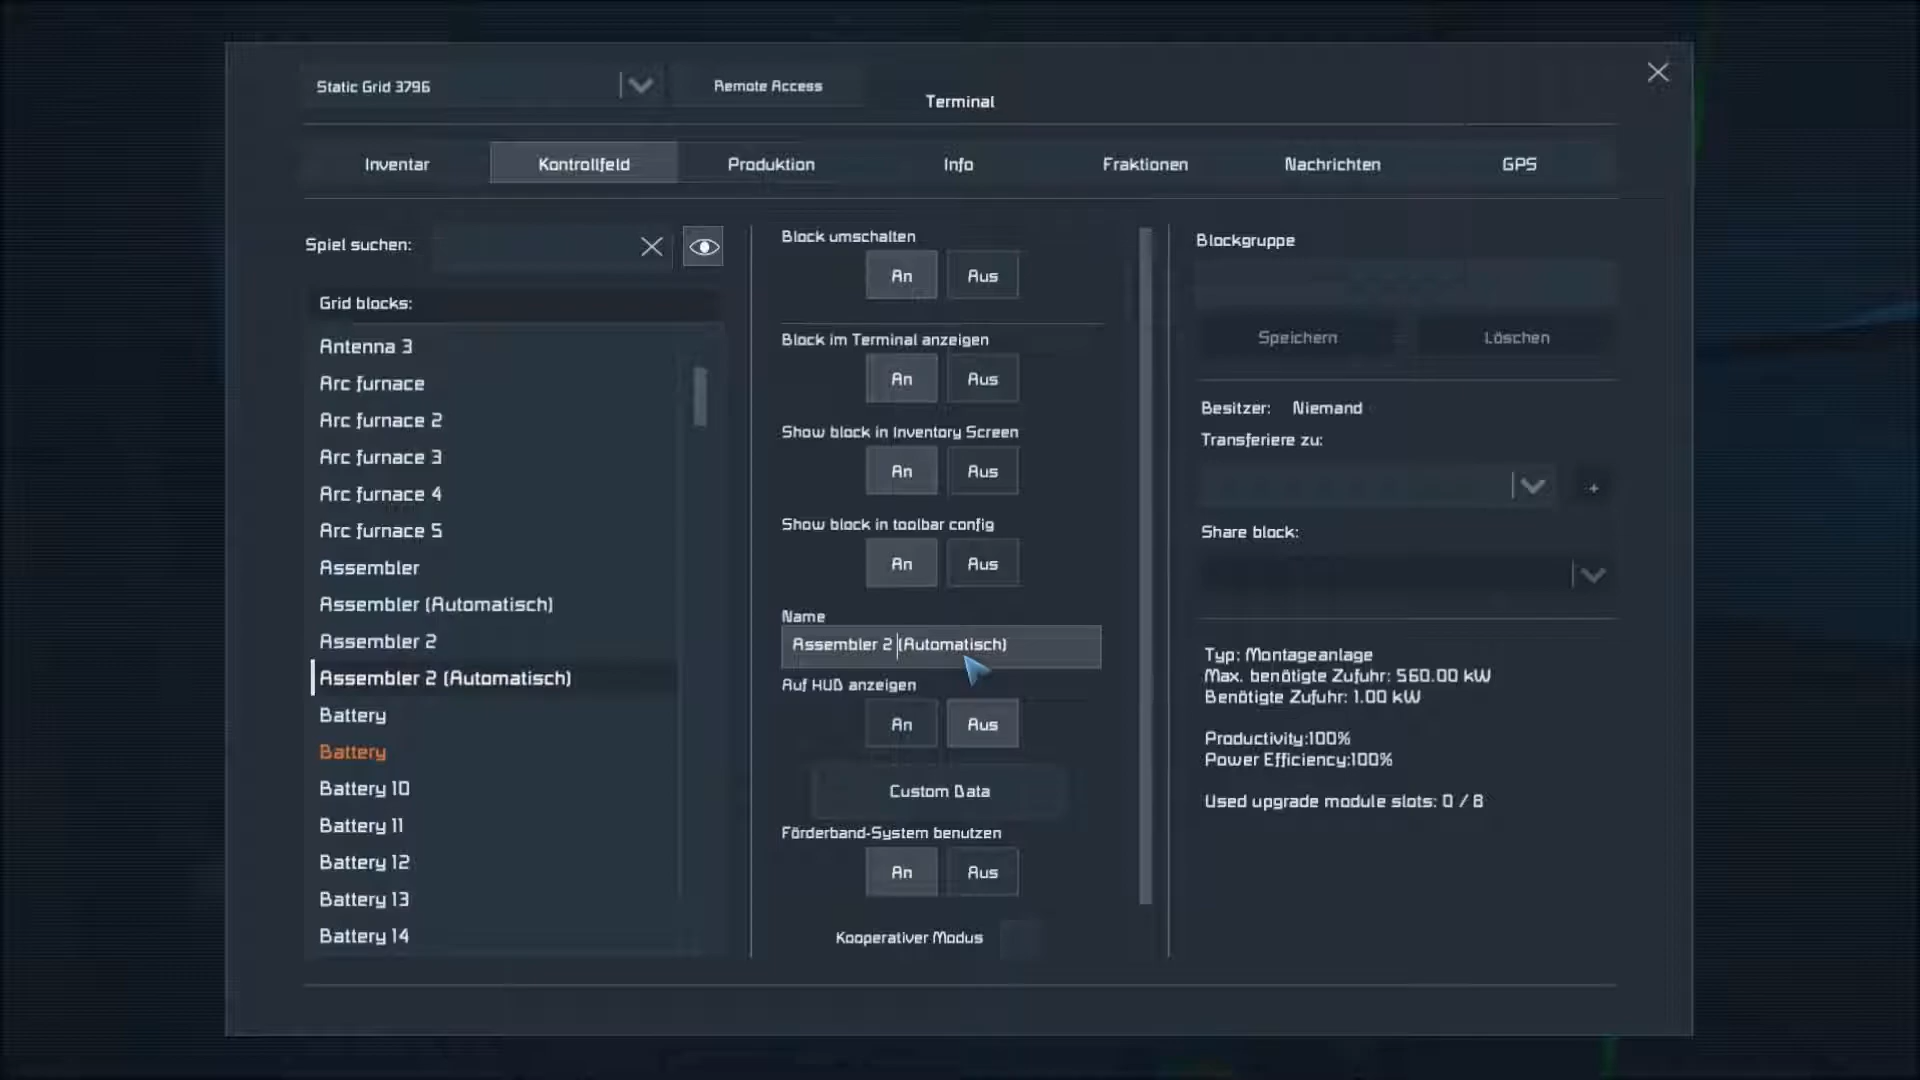 Static Grid 3796
Remote Access
Terminal
Inventar
Kontrollfeld
Produktion
Info
Fraktionen
Nachrichten
GPS
Spiel suchen:
Grid blocks:
Antenna 3
Arc furnace
Arc furnace 2
Arc furnace 3
Arc furnace 4
Arc furnace 5
Assembler
Assembler (Automatisch)
Assembler 2
Assembler 2 (Automatisch)
Battery
Battery
Battery 10
Battery 11
Battery 12
Battery 13
Battery 14
Block umschalten
An Aus
Block im Terminal anzeigen
An Aus
Show block in Inventory Screen
An Aus
Show block in toolbar config
An Aus
Name
Assembler 2 (Automatisch)
Auf HUD anzeigen
An Aus
Custom Data
Förderband-System benutzen
An Aus
Kooperativer Modus
Blockgruppe
Speichern Löschen
Besitzer: Niemand
Transferiere zu:
+
Share block:
Typ: Montageanlage
Max. benötigte Zufuhr: 560.00 kW
Benötigte Zufuhr: 1.00 kW
Productivity:100%
Power Efficiency:100%
Used upgrade module slots: 0 / 8